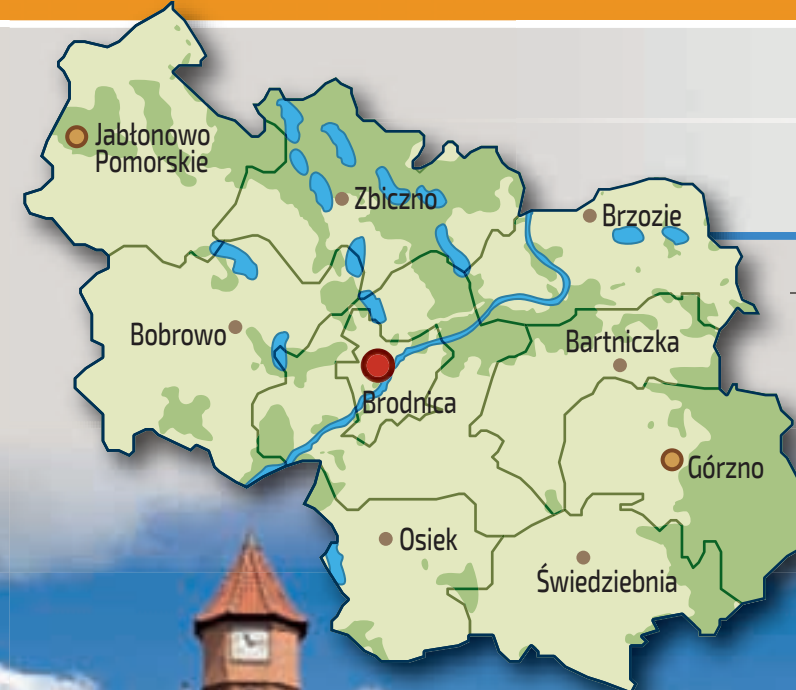 Jabłonowo
Pomorskie
Zbiczno
Brzozie
Bobrowo
Bartniczka
Brodnica
Górzno
Osiek
Świedziebnia